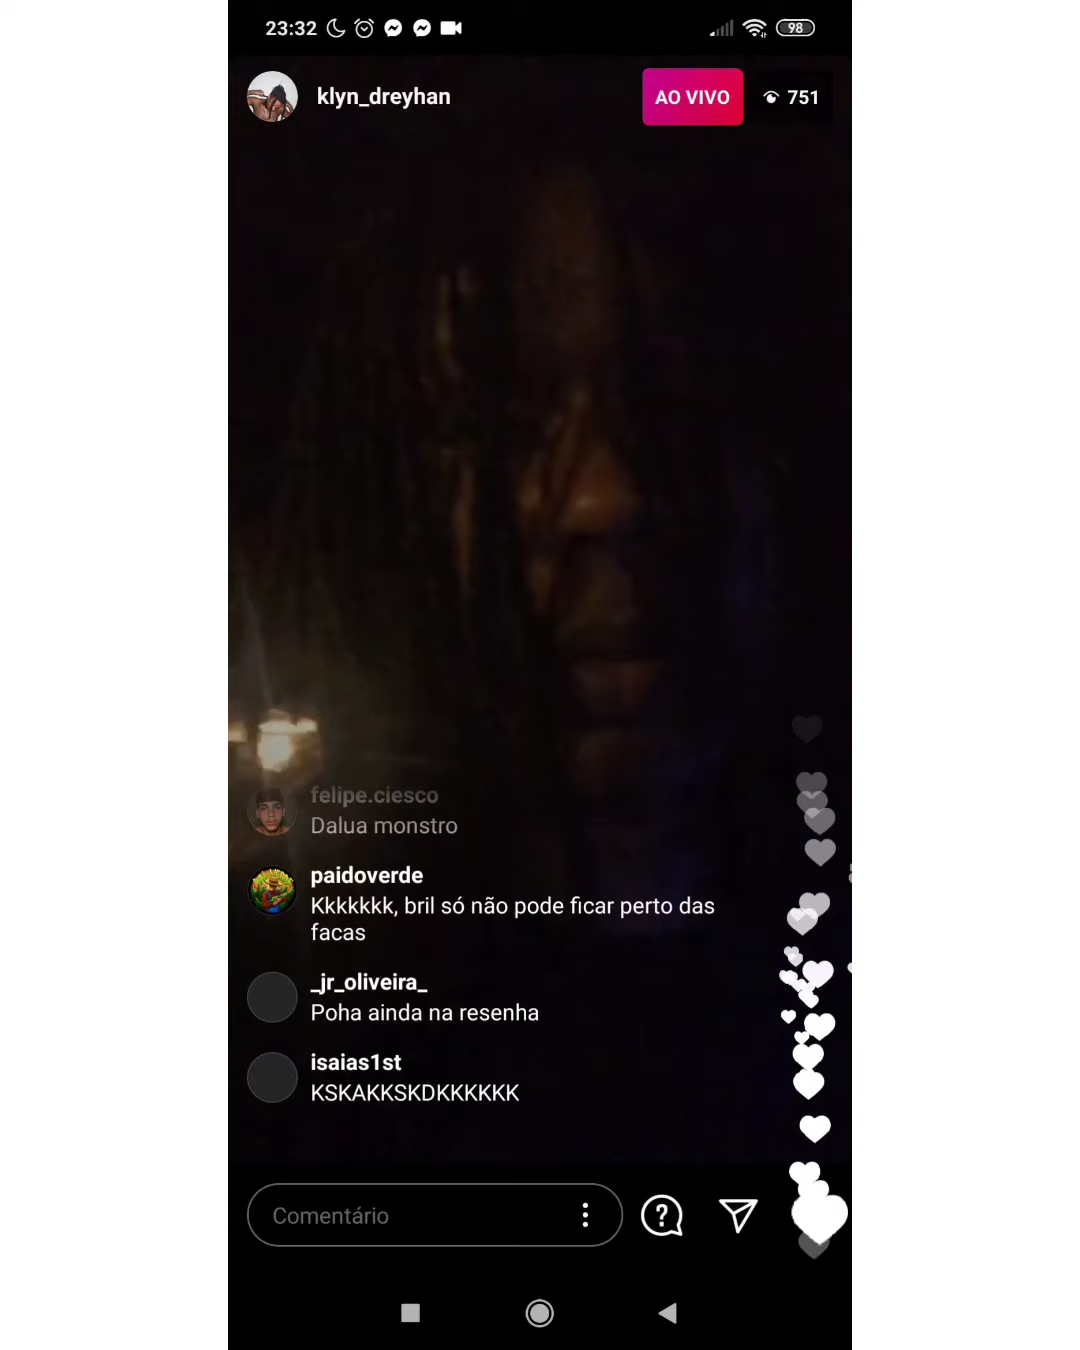 23:32
98
klyn_dreyhan
AO VIVO
751
felipe.ciesco
Dalua monstro
paidoverde
Kkkkkkk, bril só não pode ficar perto das
facas
_jr_oliveira_
Poha ainda na resenha
isaias1st
KSKAKKSKDKKKKKK
Comentário